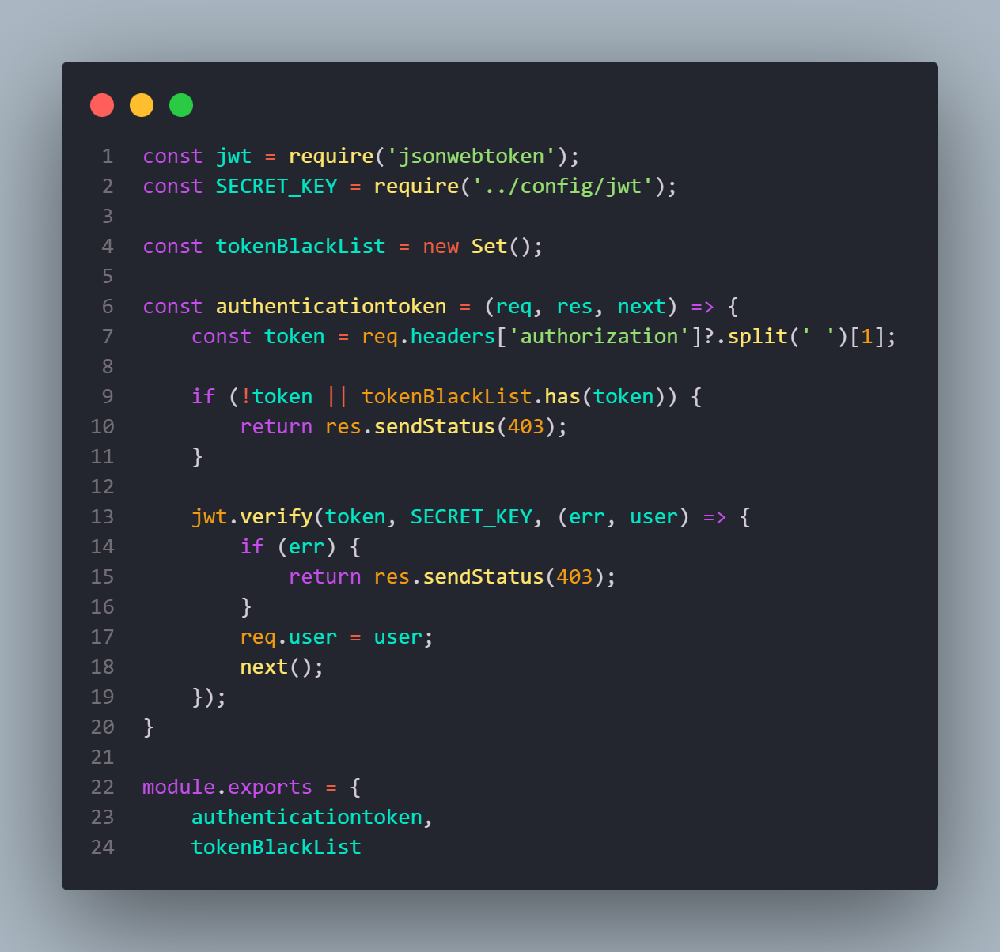 1 const jwt = require('jsonwebtoken');
2 const SECRET_KEY = require('../config/jwt');
3
4 const tokenBlackList = new Set();
5
6 const authenticationtoken = (req, res, next) => {
7     const token = req.headers['authorization']?.split(' ')[1];
8
9     if (!token || tokenBlackList.has(token)) {
10         return res.sendStatus(403);
11     }
12
13     jwt.verify(token, SECRET_KEY, (err, user) => {
14         if (err) {
15             return res.sendStatus(403);
16         }
17         req.user = user;
18         next();
19     });
20 }
21
22 module.exports = {
23     authenticationtoken,
24     tokenBlackList